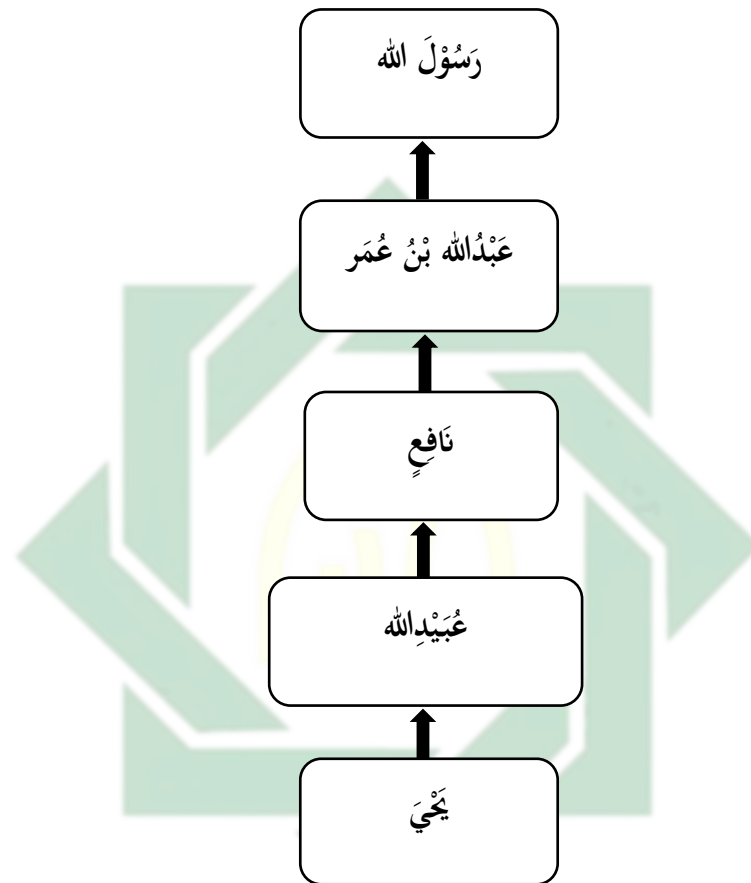 رَسُوْلَ الله
عَبْدُالله بْنُ عُمَر
نَافِعٍ
عُبَيْدِالله
يَحْيَ